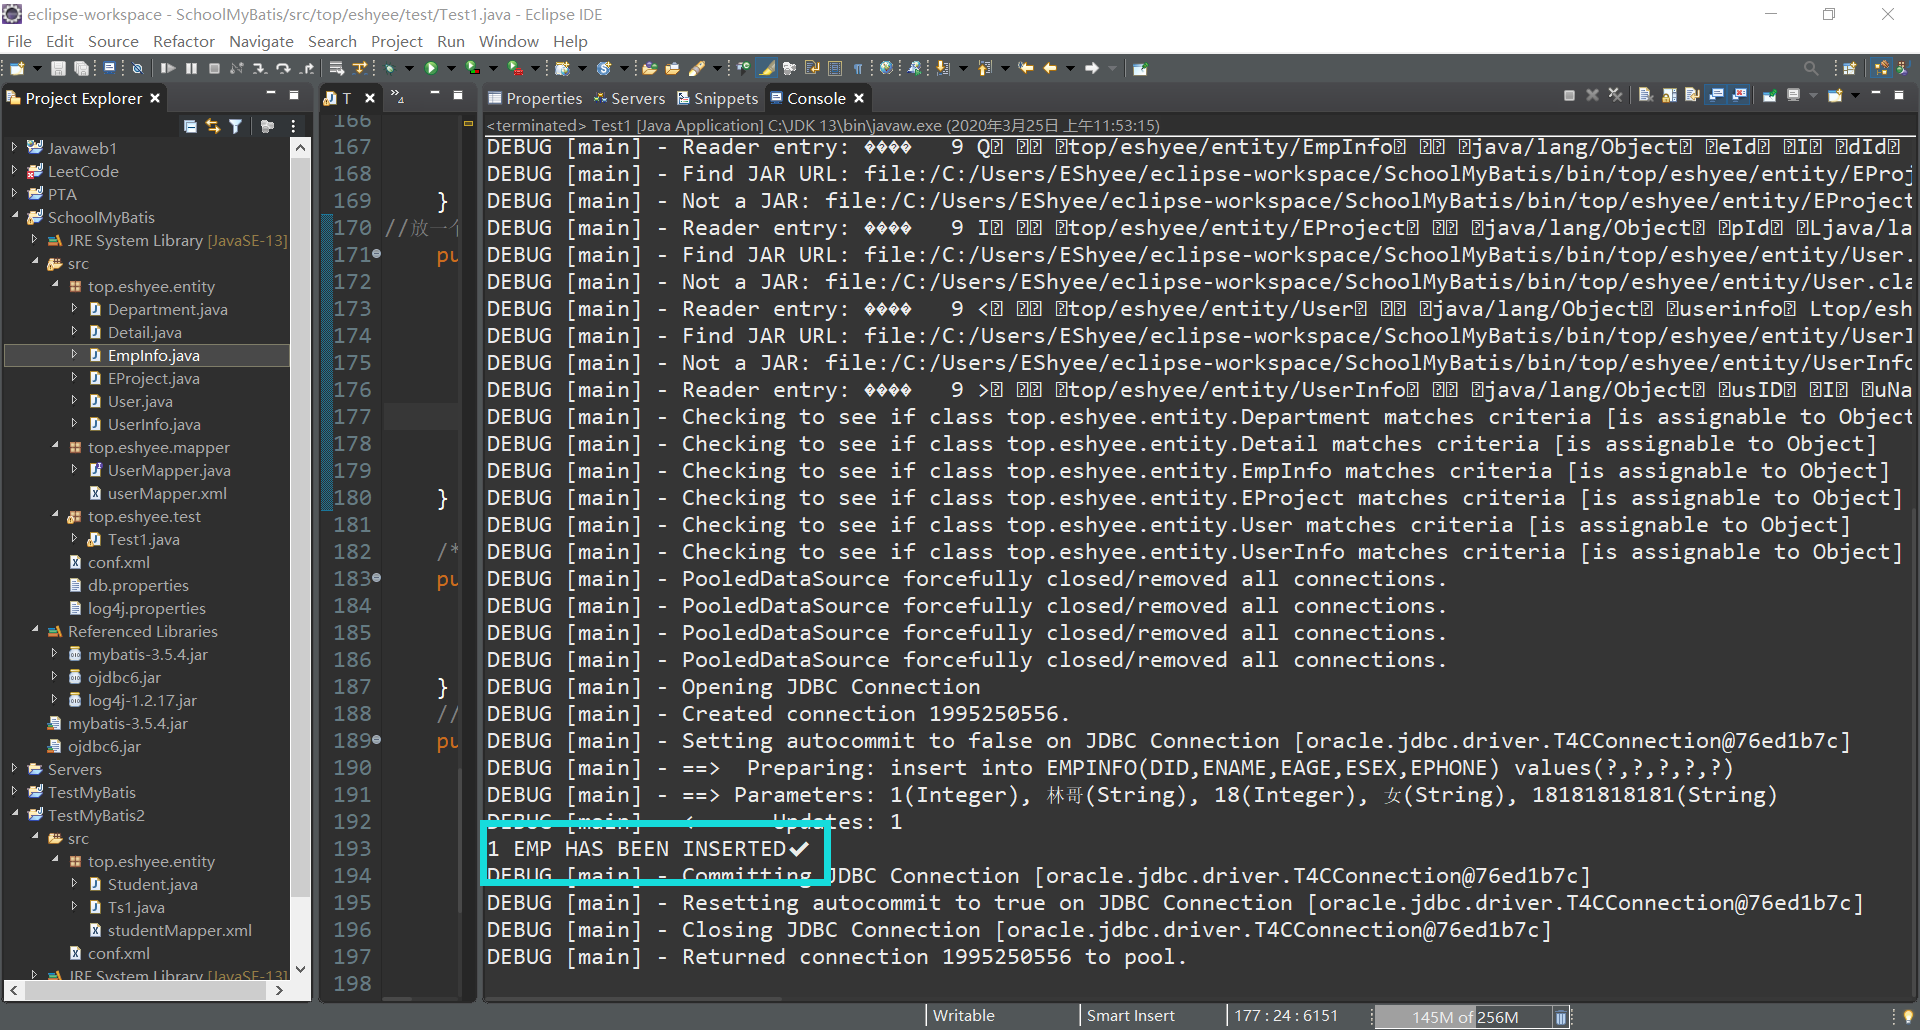 eclipse-workspace - SchoolMyBatis/src/top/eshyee/test/Test1.java - Eclipse IDE
File Edit Source Refactor Navigate Search Project Run Window Help
Project Explorer
Javaweb1
LeetCode
PTA
SchoolMyBatis
JRE System Library [JavaSE-13]
src
top.eshyee.entity
Department.java
Detail.java
EmpInfo.java
EProject.java
User.java
UserInfo.java
top.eshyee.mapper
UserMapper.java
userMapper.xml
top.eshyee.test
Test1.java
conf.xml
db.properties
log4j.properties
Referenced Libraries
mybatis-3.5.4.jar
ojdbc6.jar
log4j-1.2.17.jar
mybatis-3.5.4.jar
ojdbc6.jar
Servers
TestMyBatis
TestMyBatis2
src
top.eshyee.entity
Student.java
Ts1.java
studentMapper.xml
conf.xml
JRE System Library [JavaSE-13]
T
4
166
167
168
169 }
170 //放一个
171 pu
172
173
174
175
176
177
178
179
180 }
181
182 /*
183 pu
184
185
186
187 }
188 //
189 pu
190
191
192
193
194
195
196
197
198
Properties Servers Snippets Console
<terminated> Test1 [Java Application] C:\JDK 13\bin\javaw.exe (2020年3月25日 上午11:53:15)
DEBUG [main] - Reader entry: ���� 9 Q top/eshyee/entity/EmpInfo java/lang/Object eId I dId
DEBUG [main] - Find JAR URL: file:/C:/Users/EShyee/eclipse-workspace/SchoolMyBatis/bin/top/eshyee/entity/EProj
DEBUG [main] - Not a JAR: file:/C:/Users/EShyee/eclipse-workspace/SchoolMyBatis/bin/top/eshyee/entity/EProject
DEBUG [main] - Reader entry: ���� 9 I top/eshyee/entity/EProject java/lang/Object pId Ljava/la
DEBUG [main] - Find JAR URL: file:/C:/Users/EShyee/eclipse-workspace/SchoolMyBatis/bin/top/eshyee/entity/User.
DEBUG [main] - Not a JAR: file:/C:/Users/EShyee/eclipse-workspace/SchoolMyBatis/bin/top/eshyee/entity/User.cla
DEBUG [main] - Reader entry: ���� 9 < top/eshyee/entity/User java/lang/Object userinfo Ltop/esh
DEBUG [main] - Find JAR URL: file:/C:/Users/EShyee/eclipse-workspace/SchoolMyBatis/bin/top/eshyee/entity/UserI
DEBUG [main] - Not a JAR: file:/C:/Users/EShyee/eclipse-workspace/SchoolMyBatis/bin/top/eshyee/entity/UserInfo
DEBUG [main] - Reader entry: ���� 9 > top/eshyee/entity/UserInfo java/lang/Object usID I uNa
DEBUG [main] - Checking to see if class top.eshyee.entity.Department matches criteria [is assignable to Object
DEBUG [main] - Checking to see if class top.eshyee.entity.Detail matches criteria [is assignable to Object]
DEBUG [main] - Checking to see if class top.eshyee.entity.EmpInfo matches criteria [is assignable to Object]
DEBUG [main] - Checking to see if class top.eshyee.entity.EProject matches criteria [is assignable to Object]
DEBUG [main] - Checking to see if class top.eshyee.entity.User matches criteria [is assignable to Object]
DEBUG [main] - Checking to see if class top.eshyee.entity.UserInfo matches criteria [is assignable to Object]
DEBUG [main] - PooledDataSource forcefully closed/removed all connections.
DEBUG [main] - PooledDataSource forcefully closed/removed all connections.
DEBUG [main] - PooledDataSource forcefully closed/removed all connections.
DEBUG [main] - PooledDataSource forcefully closed/removed all connections.
DEBUG [main] - Opening JDBC Connection
DEBUG [main] - Created connection 1995250556.
DEBUG [main] - Setting autocommit to false on JDBC Connection [oracle.jdbc.driver.T4CConnection@76ed1b7c]
DEBUG [main] - ==>  Preparing: insert into EMPINFO(DID,ENAME,EAGE,ESEX,EPHONE) values(?,?,?,?,?)
DEBUG [main] - ==> Parameters: 1(Integer), 林哥(String), 18(Integer), 女(String), 18181818181(String)
DEBUG [main] - < Updates: 1
1 EMP HAS BEEN INSERTED✔
DEBUG [main] - Committing JDBC Connection [oracle.jdbc.driver.T4CConnection@76ed1b7c]
DEBUG [main] - Resetting autocommit to true on JDBC Connection [oracle.jdbc.driver.T4CConnection@76ed1b7c]
DEBUG [main] - Closing JDBC Connection [oracle.jdbc.driver.T4CConnection@76ed1b7c]
DEBUG [main] - Returned connection 1995250556 to pool.
Writable Smart Insert 177 : 24 : 6151 145M of 256M